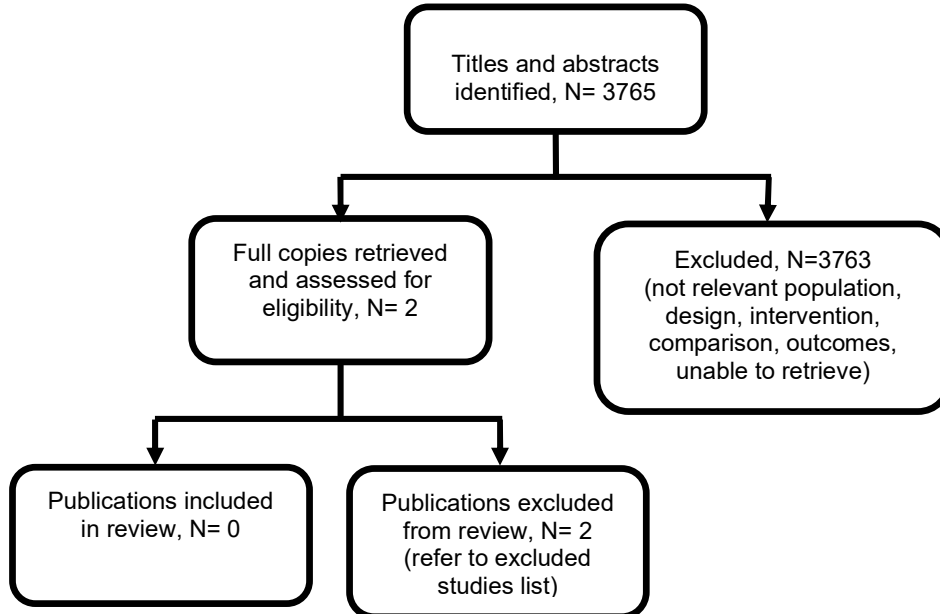 Titles and abstracts
identified, N= 3765
Full copies retrieved
and assessed for
eligibility, N= 2
Excluded, N=3763
(not relevant population,
design, intervention,
comparison, outcomes,
unable to retrieve)
Publications included
in review, N= 0
Publications excluded
from review, N= 2
(refer to excluded
studies list)